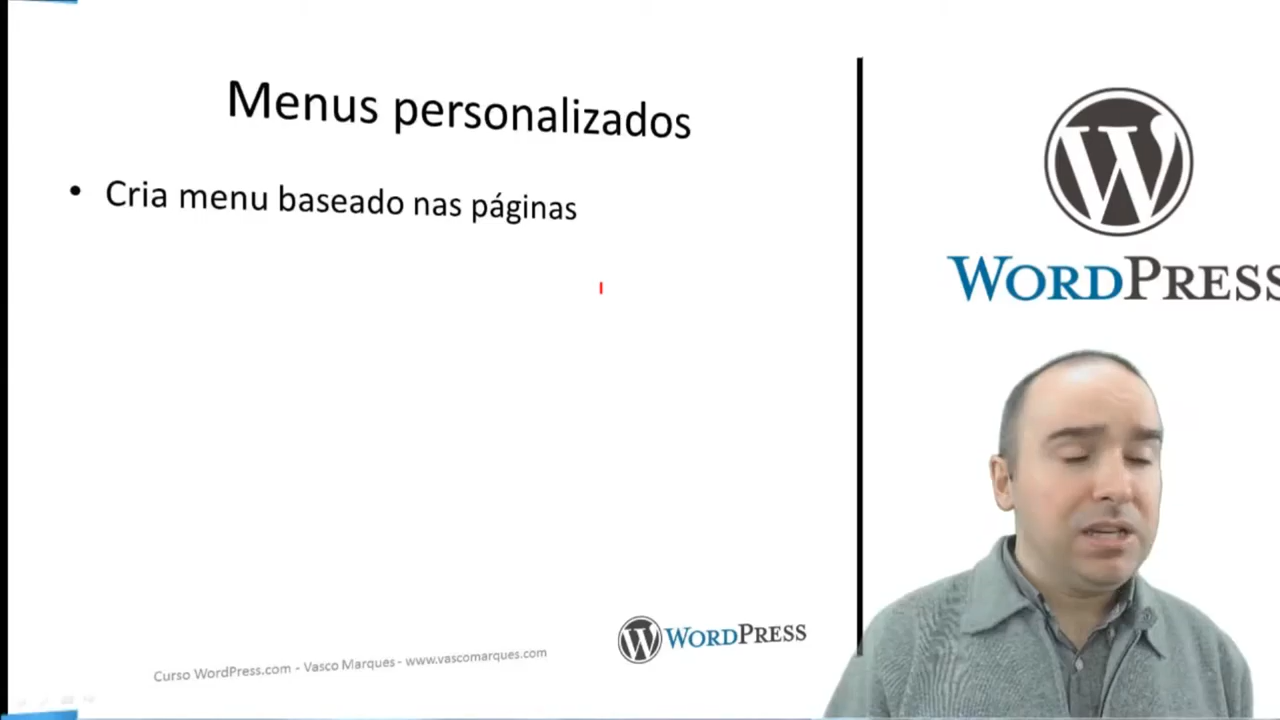 Menus personalizados
• Cria menu baseado nas páginas
WORDPRESS
WORDPRESS
Curso WordPress.com - Vasco Marques - www.vascomarques.com